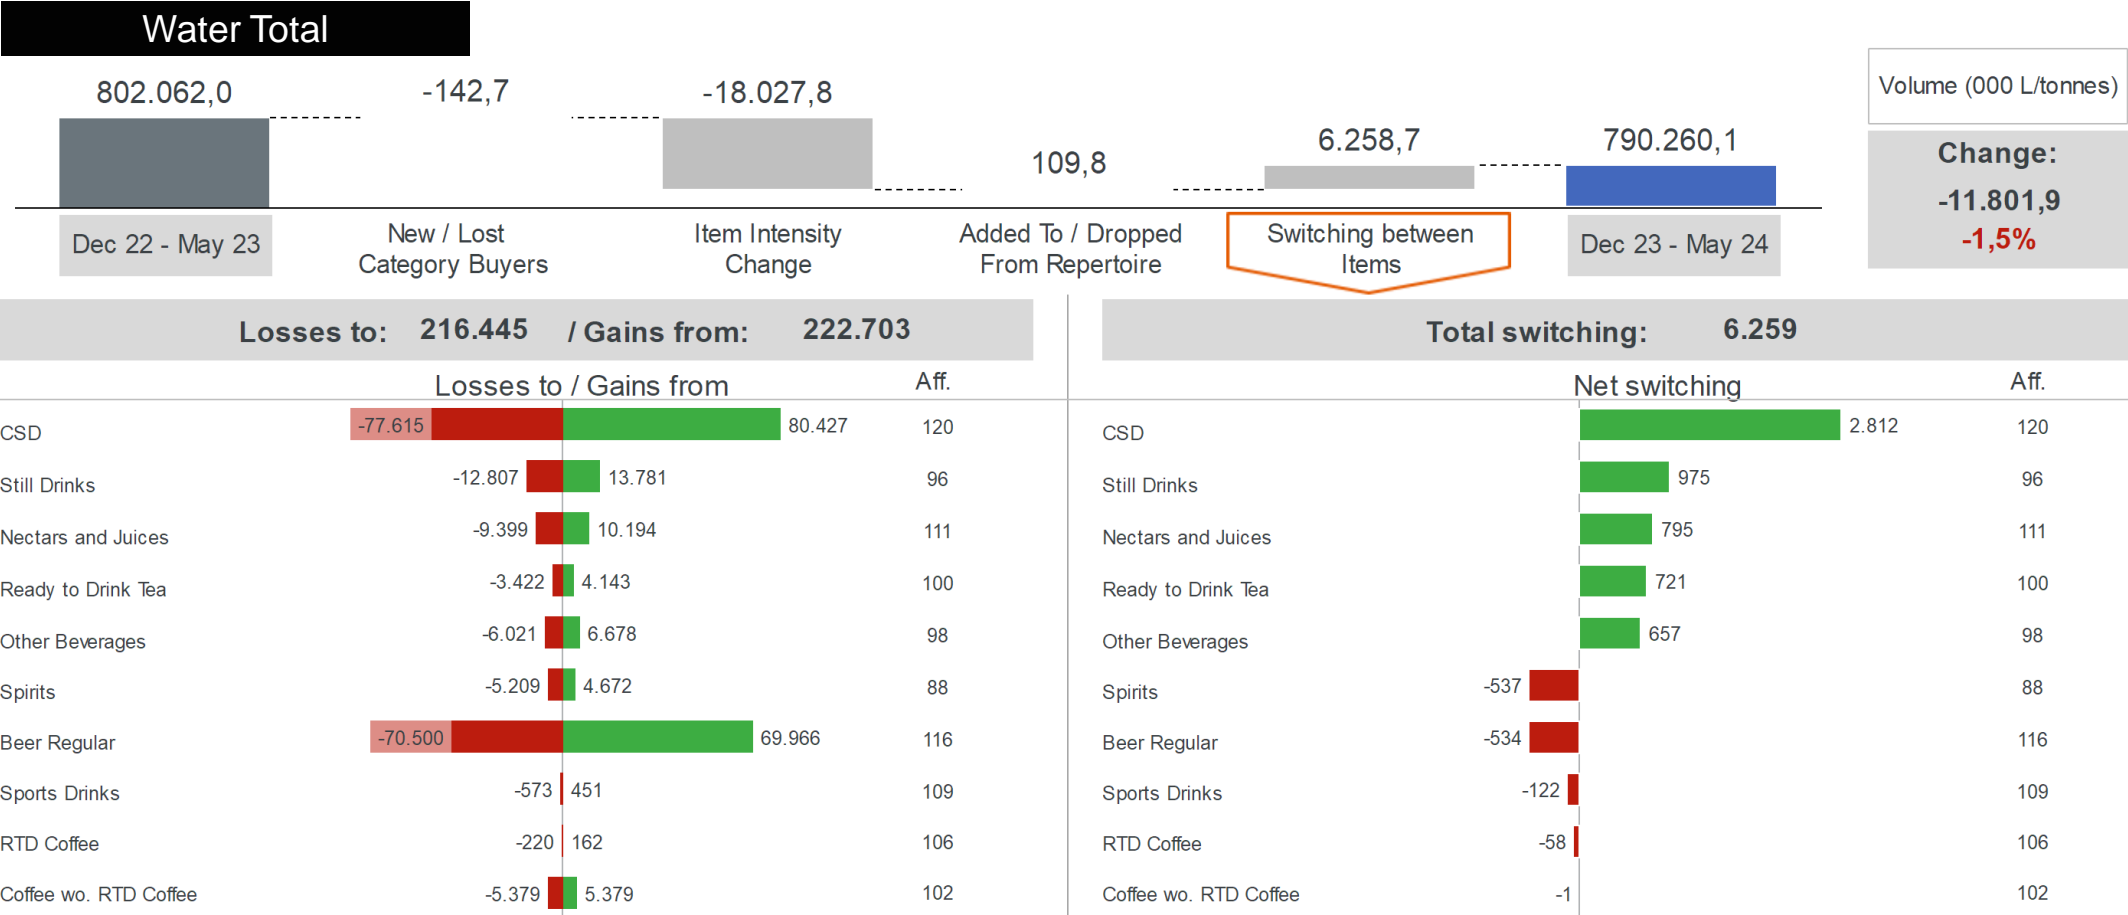 Water Total
802.062,0
-142,7
-18.027,8
109,8
6.258,7
790.260,1
Volume (000 L/tonnes)
Change:
-11.801,9
-1,5%
Dec 22 - May 23
New / Lost
Category Buyers
Item Intensity
Change
Added To / Dropped
From Repertoire
Switching between
Items
Dec 23 - May 24
Losses to: 216.445 / Gains from: 222.703
Total switching: 6.259
Losses to / Gains from Aff.
Net switching Aff.
CSD -77.615 80.427 120
Still Drinks -12.807 13.781 96
Nectars and Juices -9.399 10.194 111
Ready to Drink Tea -3.422 4.143 100
Other Beverages -6.021 6.678 98
Spirits -5.209 4.672 88
Beer Regular -70.500 69.966 116
Sports Drinks -573 451 109
RTD Coffee -220 162 106
Coffee wo. RTD Coffee -5.379 5.379 102
CSD 2.812 120
Still Drinks 975 96
Nectars and Juices 795 111
Ready to Drink Tea 721 100
Other Beverages 657 98
Spirits -537 88
Beer Regular -534 116
Sports Drinks -122 109
RTD Coffee -58 106
Coffee wo. RTD Coffee -1 102